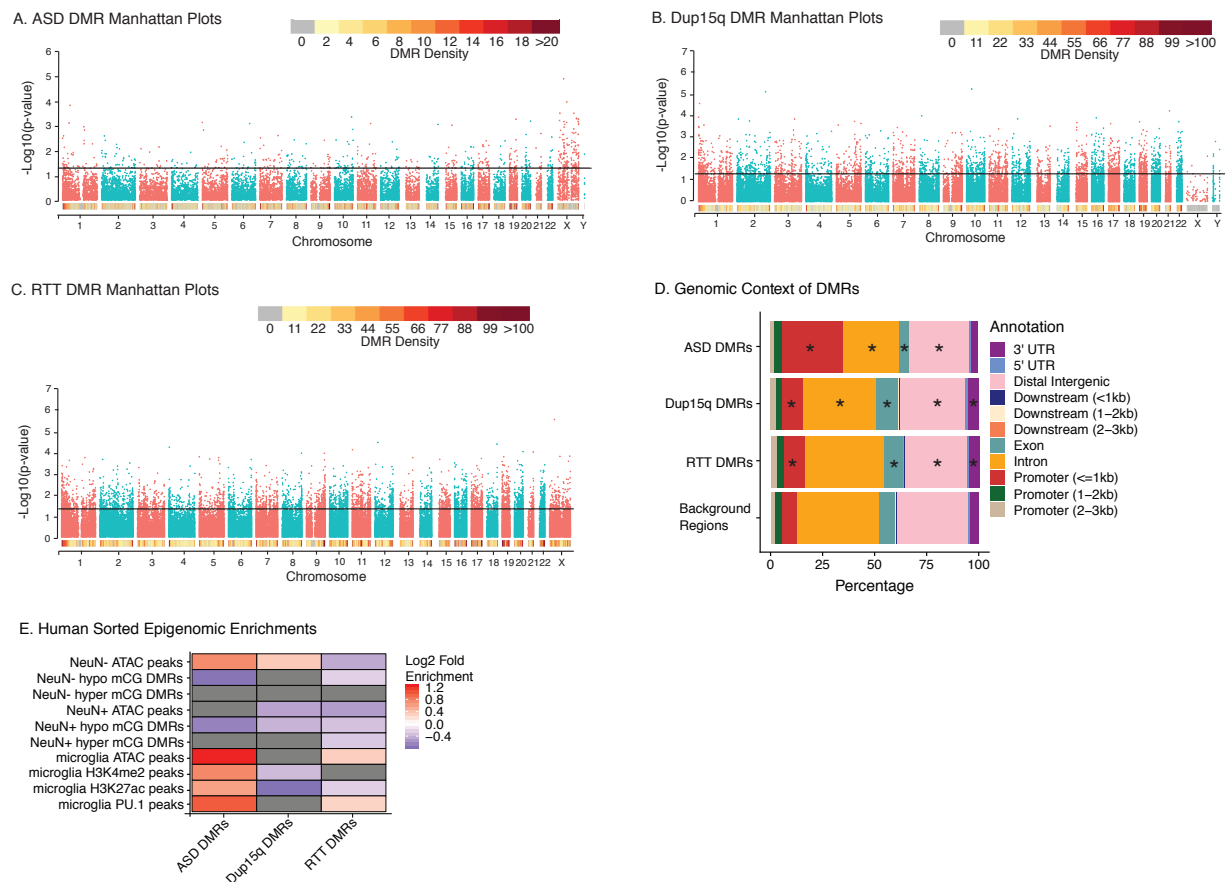 A. ASD DMR Manhattan Plots
0 2 4 6 8 10 12 14 16 18 >20
DMR Density
6
5
4
3
2
1
0
-Log10(p-value)
1 2 3 4 5 6 7 8 9 10 11 12 13 14 15 16 17 18 19 20 21 22 X Y
Chromosome
B. Dup15q DMR Manhattan Plots
0 11 22 33 44 55 66 77 88 99 >100
DMR Density
7
6
5
4
3
2
1
0
-Log10(p-value)
1 2 3 4 5 6 7 8 9 10 11 12 13 14 15 16 17 18 19 20 21 22 X Y
Chromosome
C. RTT DMR Manhattan Plots
0 11 22 33 44 55 66 77 88 99 >100
DMR Density
7
6
5
4
3
2
1
0
-Log10(p-value)
1 2 3 4 5 6 7 8 9 10 11 12 13 14 15 16 17 18 19 20 21 22 X
Chromosome
D. Genomic Context of DMRs
ASD DMRs * * * *
Dup15q DMRs * * * * *
RTT DMRs * * * *
Background
Regions
0 25 50 75 100
Percentage
Annotation
3' UTR
5' UTR
Distal Intergenic
Downstream (<1kb)
Downstream (1−2kb)
Downstream (2−3kb)
Exon
Intron
Promoter (<=1kb)
Promoter (1−2kb)
Promoter (2−3kb)
E. Human Sorted Epigenomic Enrichments
NeuN- ATAC peaks
NeuN- hypo mCG DMRs
NeuN- hyper mCG DMRs
NeuN+ ATAC peaks
NeuN+ hypo mCG DMRs
NeuN+ hyper mCG DMRs
microglia ATAC peaks
microglia H3K4me2 peaks
microglia H3K27ac peaks
microglia PU.1 peaks
ASD DMRs
Dup15q DMRs
RTT DMRs
Log2 Fold
Enrichment
1.2
0.8
0.4
0.0
−0.4